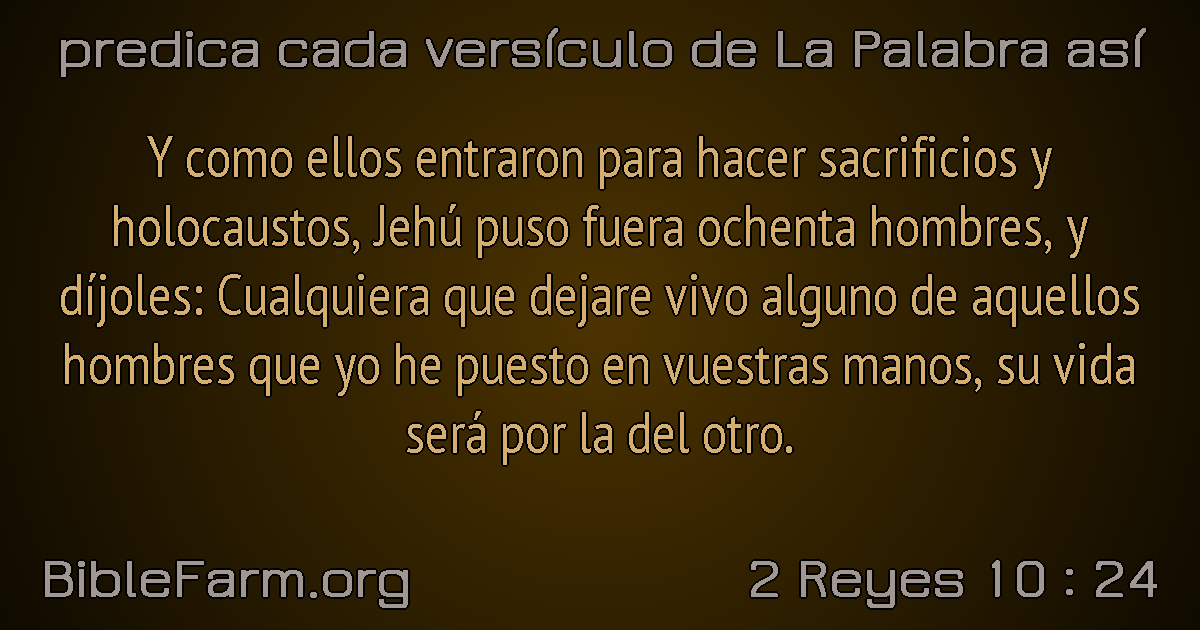 predica cada versículo de La Palabra así
Y como ellos entraron para hacer sacrificios y
holocaustos, Jehú puso fuera ochenta hombres, y
díjoles: Cualquiera que dejare vivo alguno de aquellos
hombres que yo he puesto en vuestras manos, su vida
será por la del otro.
BibleFarm.org
2 Reyes 10 : 24